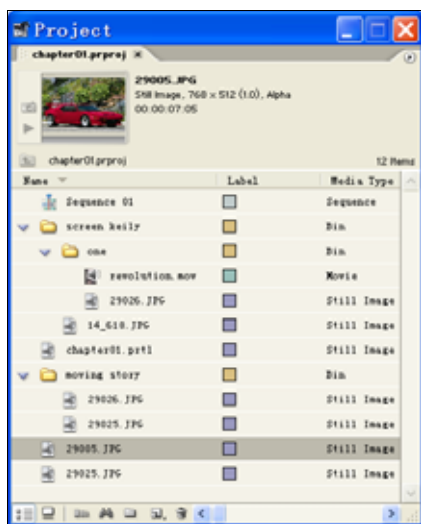 Project
chapter01.prproj
29005.JPG
Still Image, 768 x 512 (1.0), Alpha
00:00:07:05
chapter01.prproj 12 Items
Name Label Media Type
Sequence 01 Sequence
screen keily Bin
one Bin
revolution.mov Movie
29026.JPG Still Image
14_610.JPG Still Image
chapter01.prtl Still Image
moving story Bin
29026.JPG Still Image
29025.JPG Still Image
29005.JPG Still Image
29025.JPG Still Image